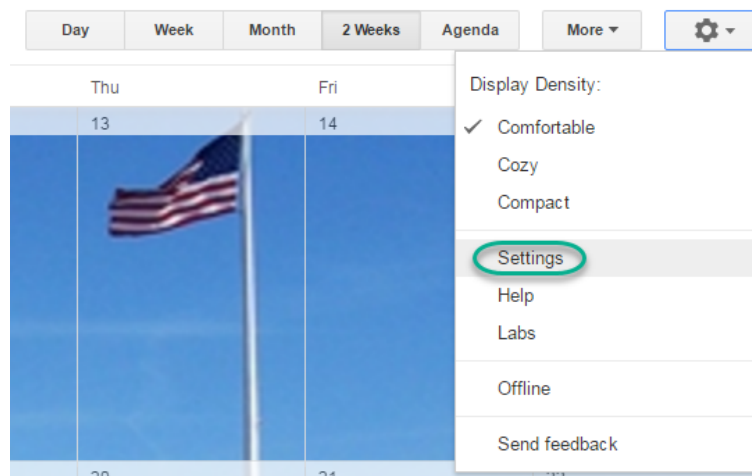 Day Week Month 2 Weeks Agenda More
Thu Fri
13 14
Display Density:
Comfortable
Cozy
Compact
Settings
Help
Labs
Offline
Send feedback